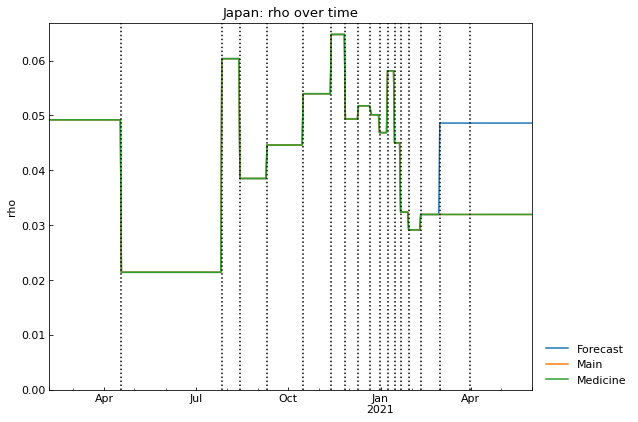 Japan: rho over time
0.06
0.05
0.04
0.03
0.02
0.01
0.00
rho
Apr
Jul
Oct
Jan
2021
Apr
Forecast
Main
Medicine